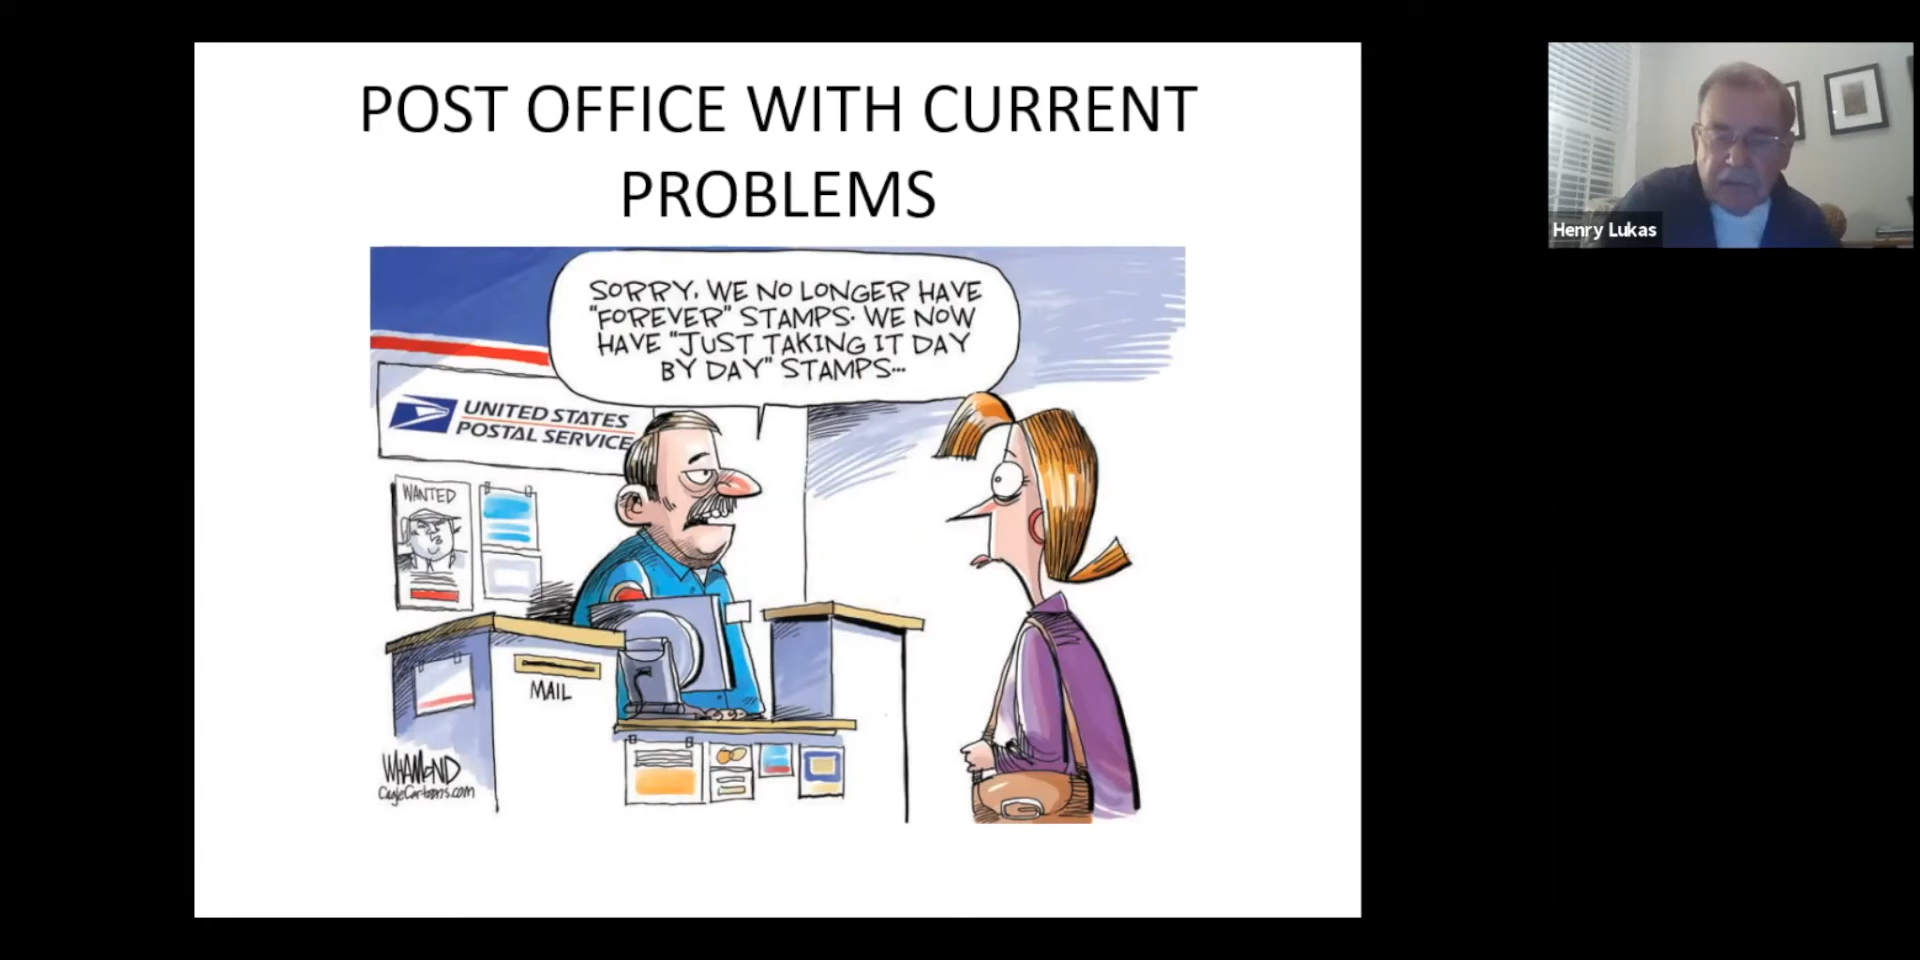 POST OFFICE WITH CURRENT
PROBLEMS
SORRY, WE NO LONGER HAVE
"FOREVER" STAMPS. WE NOW
HAVE "JUST TAKING IT DAY
BY DAY" STAMPS...
UNITED STATES
POSTAL SERVICE
WANTED
MAIL
WHAMOND
CagleCartoons.com
Henry Lukas